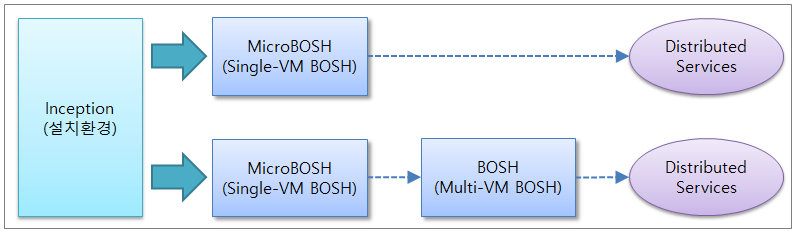 Inception
(설치환경)
MicroBOSH
(Single-VM BOSH)
Distributed
Services
MicroBOSH
(Single-VM BOSH)
BOSH
(Multi-VM BOSH)
Distributed
Services